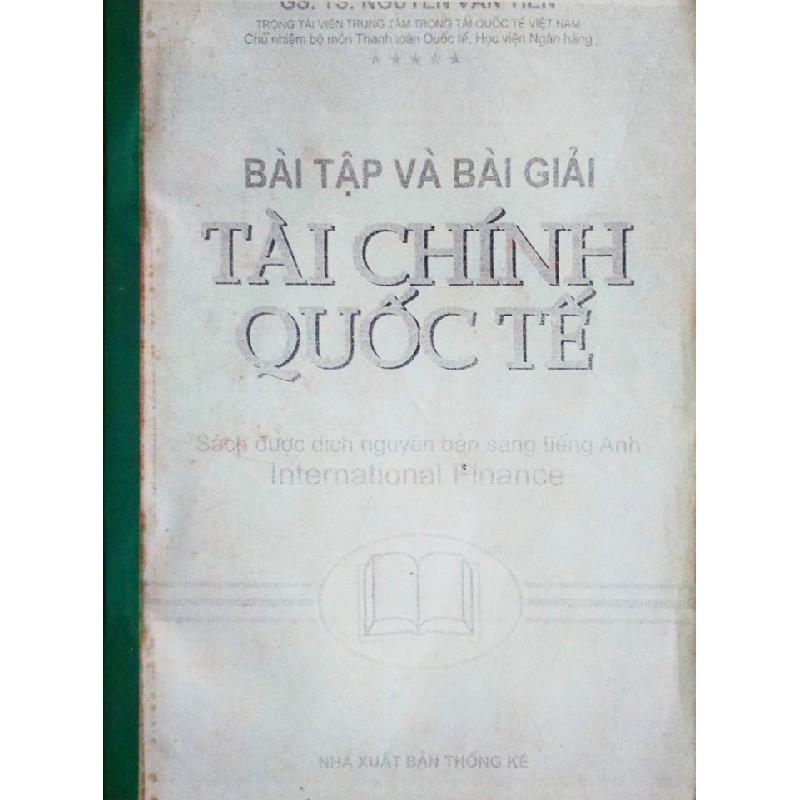 GS. TS. NGUYỄN VĂN TIẾN
TRỌNG TÀI VIÊN TRUNG TÂM TRỌNG TÀI QUỐC TẾ VIỆT NAM
Chủ nhiệm bộ môn Thanh toán Quốc tế, Học viện Ngân hàng
★ ★ ★ ★ ★
BÀI TẬP VÀ BÀI GIẢI
TÀI CHÍNH
QUỐC TẾ
Sách được dịch nguyên bản sang tiếng Anh
International Finance
NHÀ XUẤT BẢN THỐNG KÊ